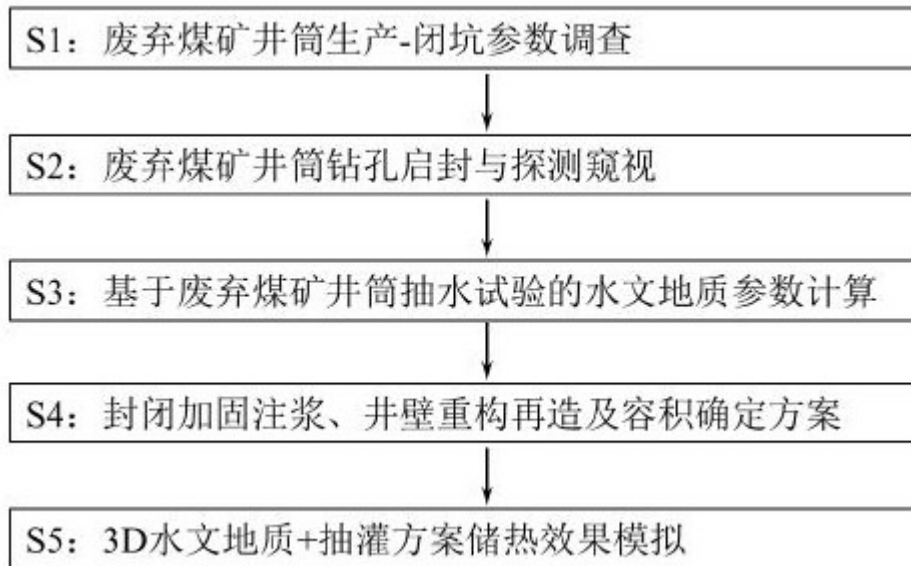 S1：废弃煤矿井筒生产-闭坑参数调查
S2：废弃煤矿井筒钻孔启封与探测窥视
S3：基于废弃煤矿井筒抽水试验的水文地质参数计算
S4：封闭加固注浆、井壁重构再造及容积确定方案
S5：3D水文地质+抽灌方案储热效果模拟